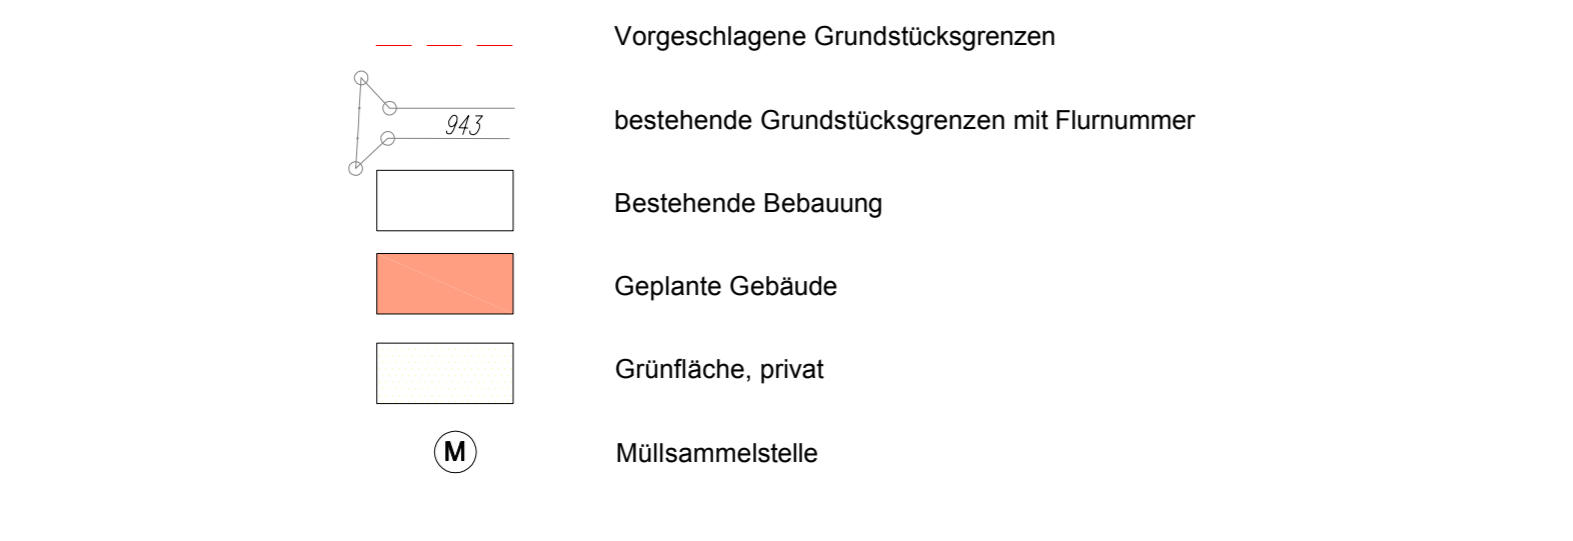 Vorgeschlagene Grundstücksgrenzen
943
bestehende Grundstücksgrenzen mit Flurnummer
Bestehende Bebauung
Geplante Gebäude
Grünfläche, privat
M
Müllsammelstelle